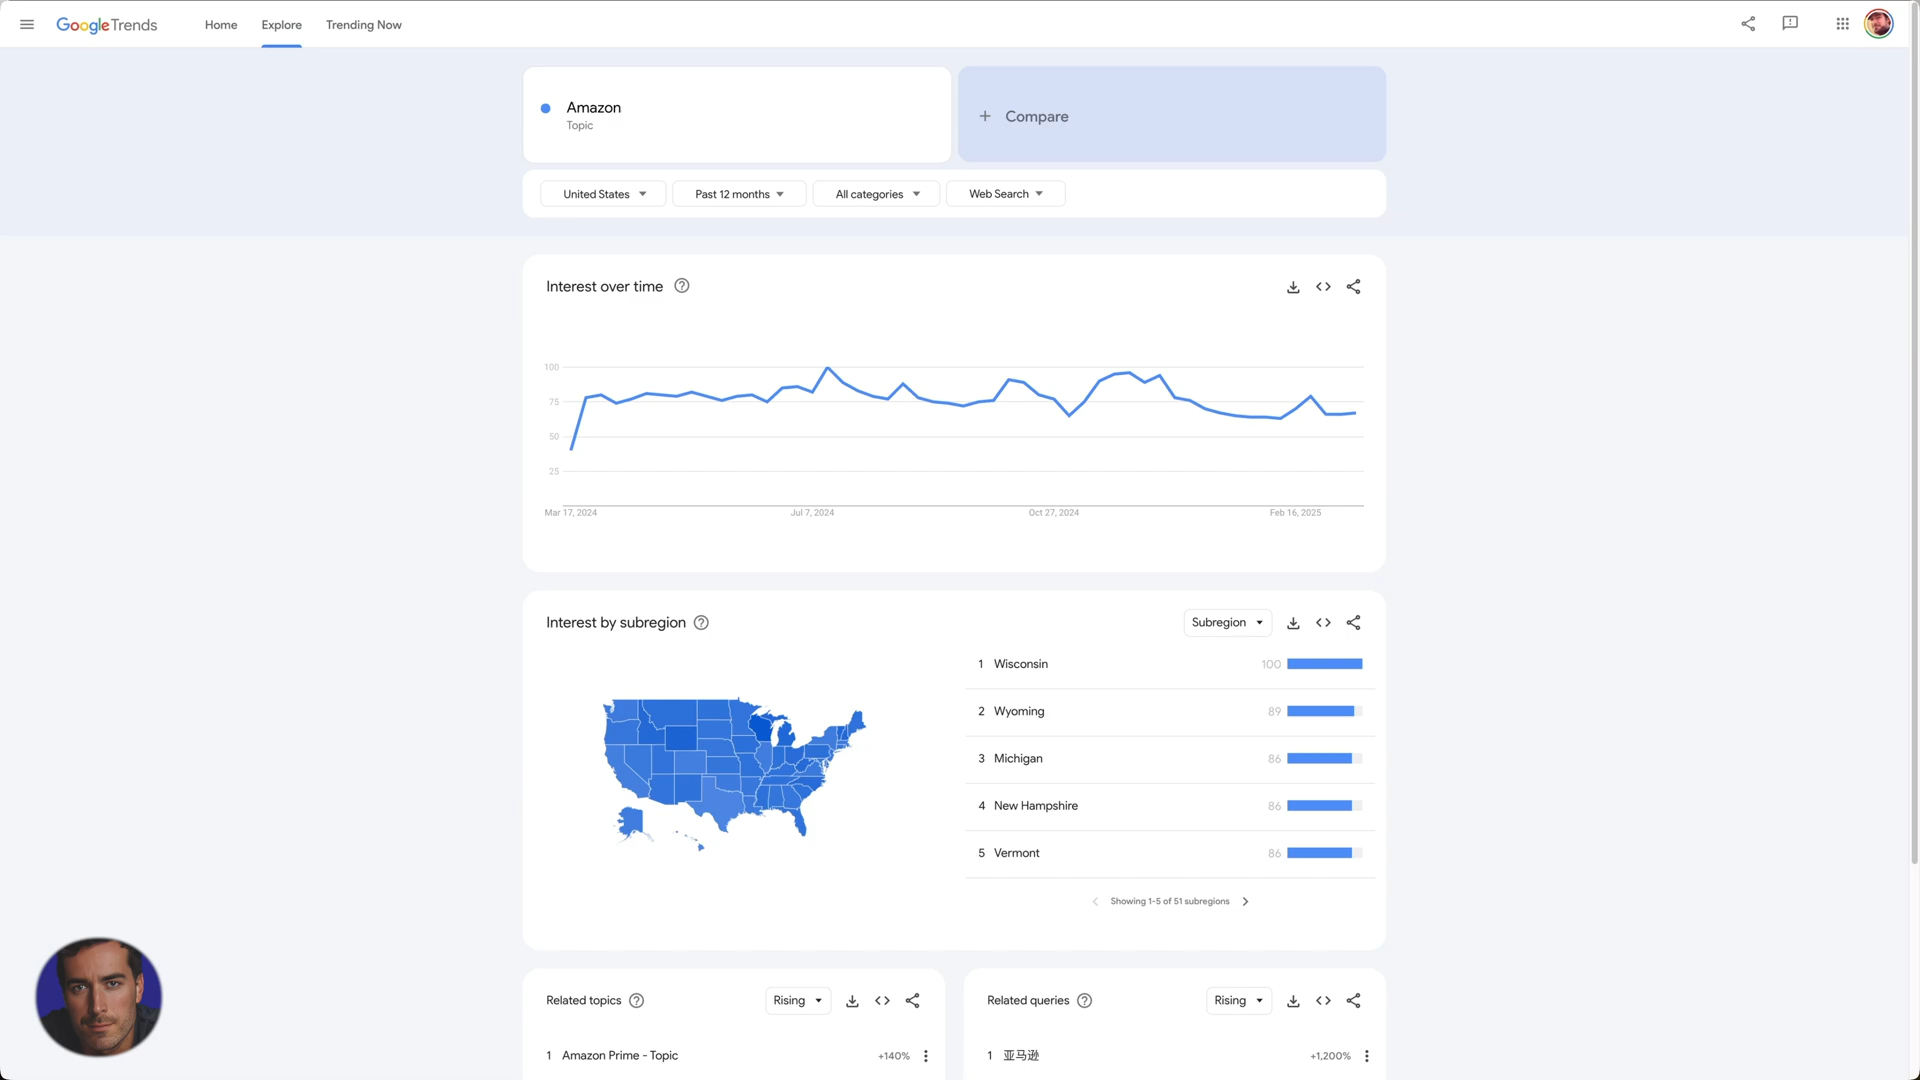 Google Trends
Home
Explore
Trending Now
Amazon
Topic
+ Compare
United States
Past 12 months
All categories
Web Search
Interest over time
100
75
50
25
Mar 17, 2024
Jul 7, 2024
Oct 27, 2024
Feb 16, 2025
Interest by subregion
Subregion
1 Wisconsin 100
2 Wyoming 89
3 Michigan 86
4 New Hampshire 86
5 Vermont 86
Showing 1-5 of 51 subregions
Related topics
Rising
1 Amazon Prime - Topic +140%
Related queries
Rising
1 亚马逊 +1,200%